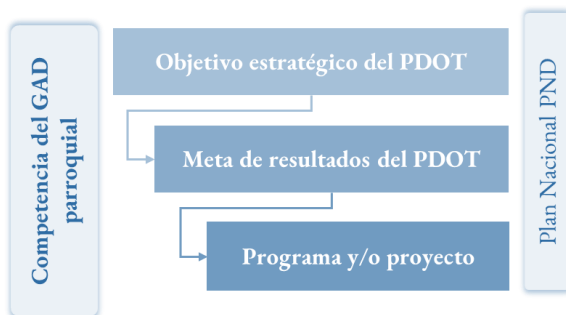 Competencia del GAD
parroquial
Objetivo estratégico del PDOT
Meta de resultados del PDOT
Programa y/o proyecto
Plan Nacional PND